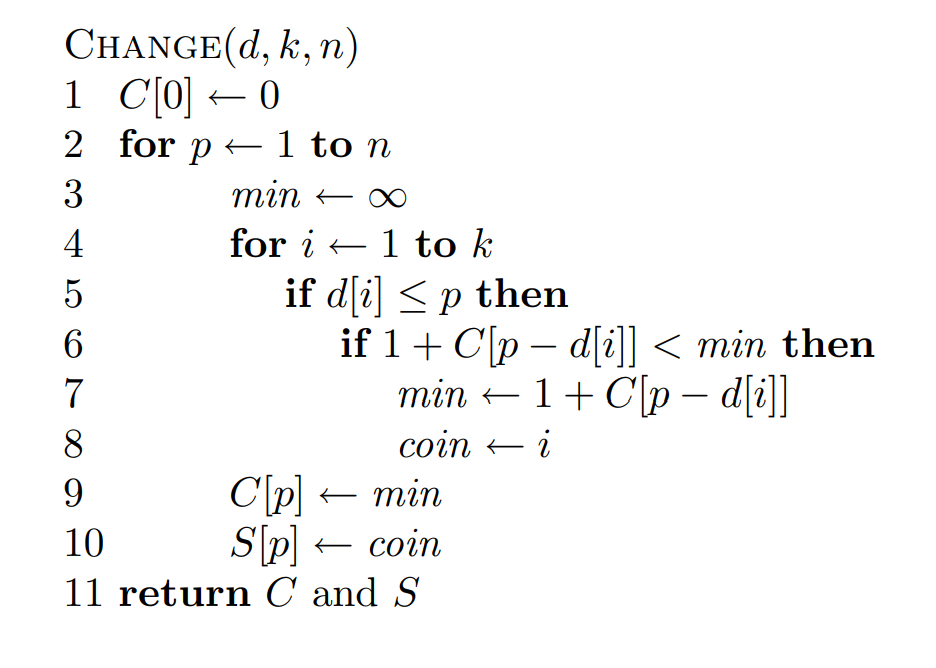 CHANGE(d, k, n)
1 C[0] ← 0
2 for p ← 1 to n
3 min ← ∞
4 for i ← 1 to k
5 if d[i] ≤ p then
6 if 1 + C[p − d[i]] < min then
7 min ← 1 + C[p − d[i]]
8 coin ← i
9 C[p] ← min
10 S[p] ← coin
11 return C and S